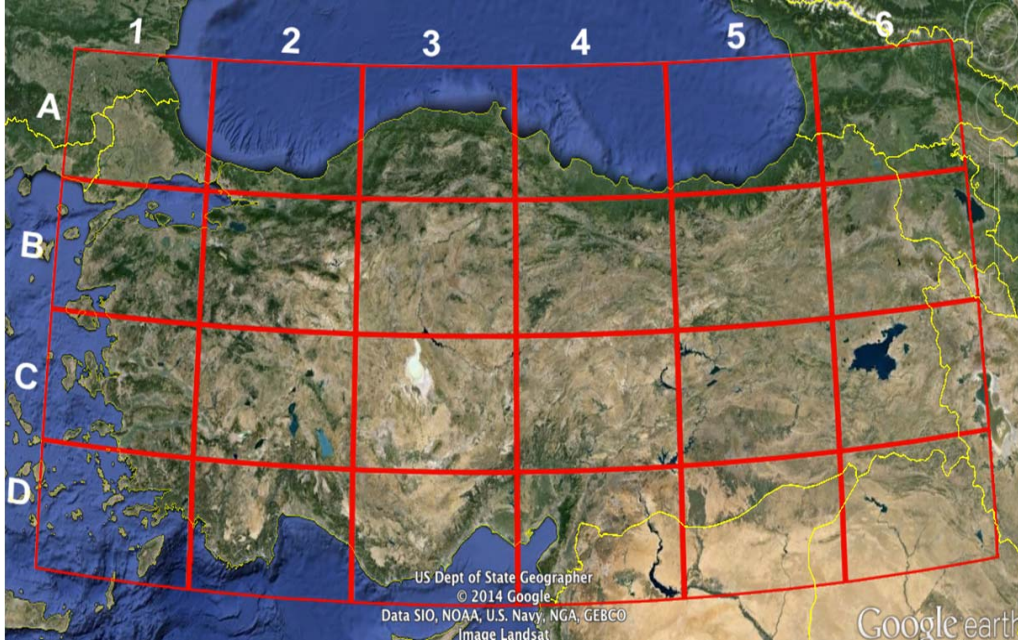 1 2 3 4 5 6
A
B
C
D
US Dept of State Geographer
© 2014 Google
Data SIO, NOAA, U.S. Navy, NGA, GEBCO
Image Landsat
Google earth